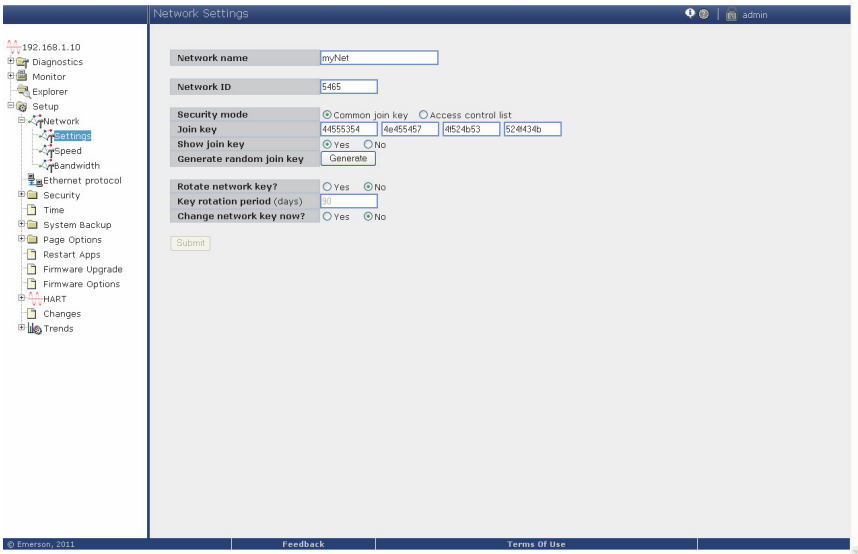 Network Settings
admin
192.168.1.10
Diagnostics
Monitor
Explorer
Setup
Network
Settings
Speed
Bandwidth
Ethernet protocol
Security
Time
System Backup
Page Options
Restart Apps
Firmware Upgrade
Firmware Options
HART
Changes
Trends
Network name myNet
Network ID 5465
Security mode Common join key Access control list
Join key 44555354 4e455457 4f524b53 524f434b
Show join key Yes No
Generate random join key Generate
Rotate network key? Yes No
Key rotation period (days) 90
Change network key now? Yes No
Submit
© Emerson, 2011 Feedback Terms Of Use